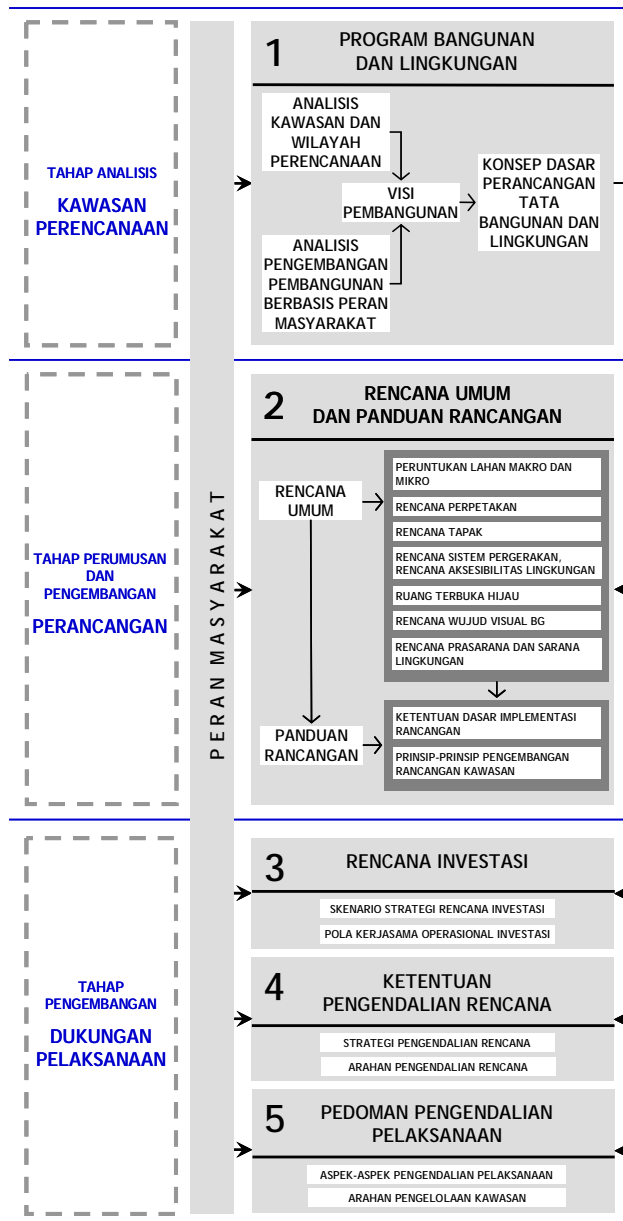 TAHAP ANALISIS
KAWASAN
PERENCANAAN
1
PROGRAM BANGUNAN
DAN LINGKUNGAN
ANALISIS
KAWASAN DAN
WILAYAH
PERENCANAAN
VISI
PEMBANGUNAN
ANALISIS
PENGEMBANGAN
PEMBANGUNAN
BERBASIS PERAN
MASYARAKAT
KONSEP DASAR
PERANCANGAN
TATA
BANGUNAN DAN
LINGKUNGAN
PERAN MASYARAKAT
TAHAP PERUMUSAN
DAN
PENGEMBANGAN
PERANCANGAN
2
RENCANA UMUM
DAN PANDUAN RANCANGAN
RENCANA
UMUM
PERUNTUKAN LAHAN MAKRO DAN
MIKRO
RENCANA PERPETAKAN
RENCANA TAPAK
RENCANA SISTEM PERGERAKAN,
RENCANA AKSESIBILITAS LINGKUNGAN
RUANG TERBUKA HIJAU
RENCANA WUJUD VISUAL BG
RENCANA PRASARANA DAN SARANA
LINGKUNGAN
PANDUAN
RANCANGAN
KETENTUAN DASAR IMPLEMENTASI
RANCANGAN
PRINSIP-PRINSIP PENGEMBANGAN
RANCANGAN KAWASAN
TAHAP
PENGEMBANGAN
DUKUNGAN
PELAKSANAAN
3
RENCANA INVESTASI
SKENARIO STRATEGI RENCANA INVESTASI
POLA KERJASAMA OPERASIONAL INVESTASI
4
KETENTUAN
PENGENDALIAN RENCANA
STRATEGI PENGENDALIAN RENCANA
ARAHAN PENGENDALIAN RENCANA
5
PEDOMAN PENGENDALIAN
PELAKSANAAN
ASPEK-ASPEK PENGENDALIAN PELAKSANAAN
ARAHAN PENGELOLAAN KAWASAN